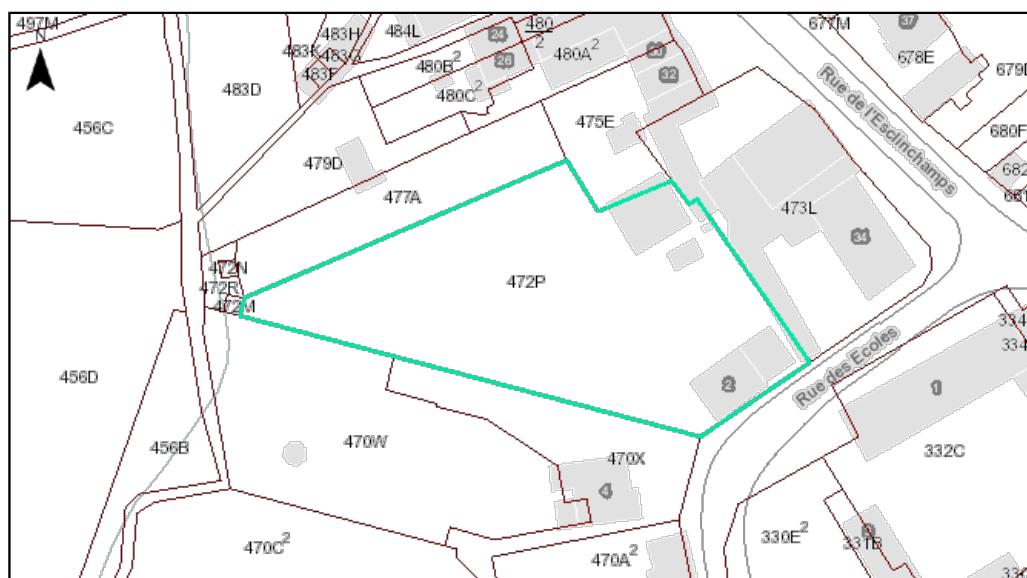 497M
N
483H
484L
24
480
2
480A²
677M
37
678E
483K
483G
483F
480B²
26
32
679D
483D
480C²
456C
475E
Rue de l'Esclinchamps
680F
479D
682
477A
473L
34
472N
472P
472R
472M
Rue des Ecoles
334
334
456D
2
1
456B
470W
470X
332C
4
470C²
470A²
330E²
331B